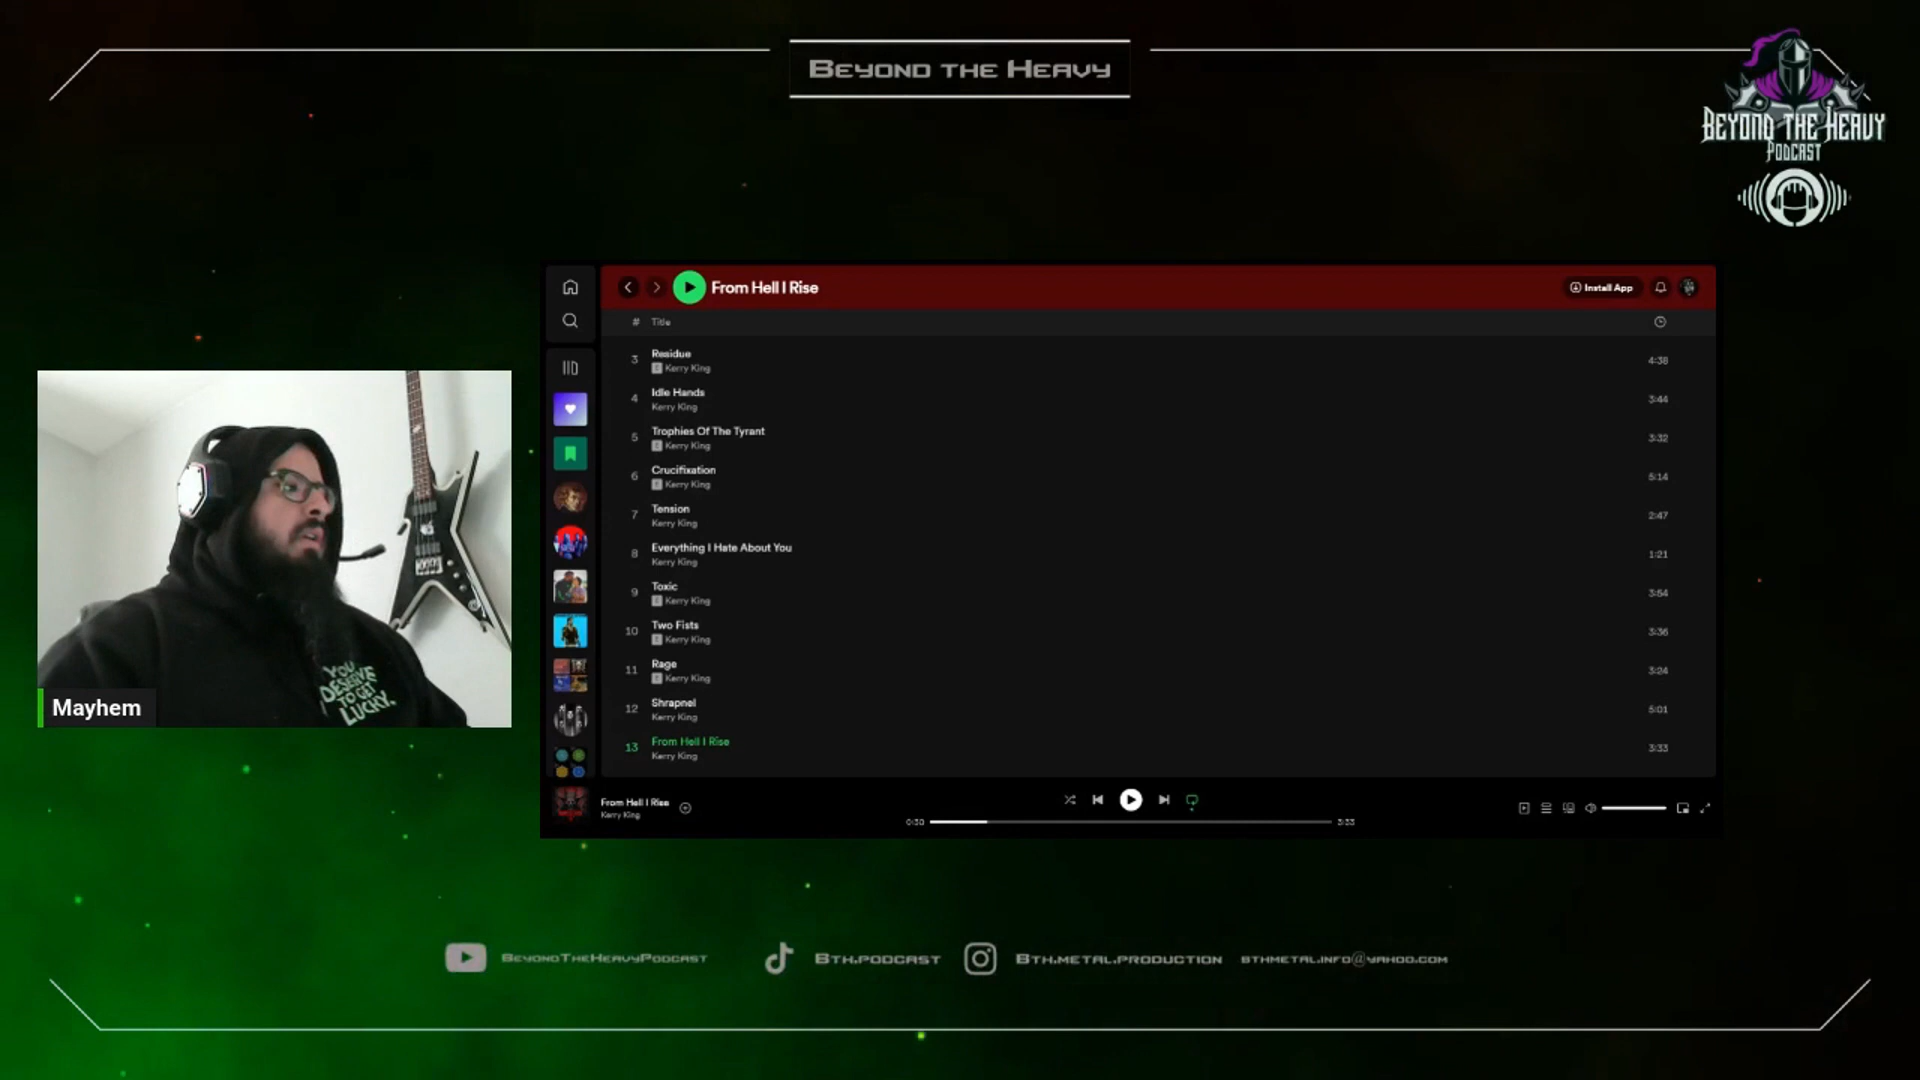 Beyond the Heavy
Beyond the Heavy
Podcast
From Hell I Rise
Install App
# Title
3 Residue 4:38
E Kerry King
4 Idle Hands 3:44
Kerry King
5 Trophies Of The Tyrant 3:32
E Kerry King
6 Crucifixation 5:14
E Kerry King
7 Tension 2:47
Kerry King
8 Everything I Hate About You 1:21
Kerry King
9 Toxic 3:54
E Kerry King
10 Two Fists 3:36
E Kerry King
11 Rage 3:24
E Kerry King
12 Shrapnel 5:01
Kerry King
13 From Hell I Rise 3:33
Kerry King
From Hell I Rise
Kerry King
0:30 3:33
YOU
DESERVE
TO GET
LUCKY.
Mayhem
BeyondTheHeavyPodcast
Bth.podcast
Bth.metal.production
bthmetal.info@yahoo.com